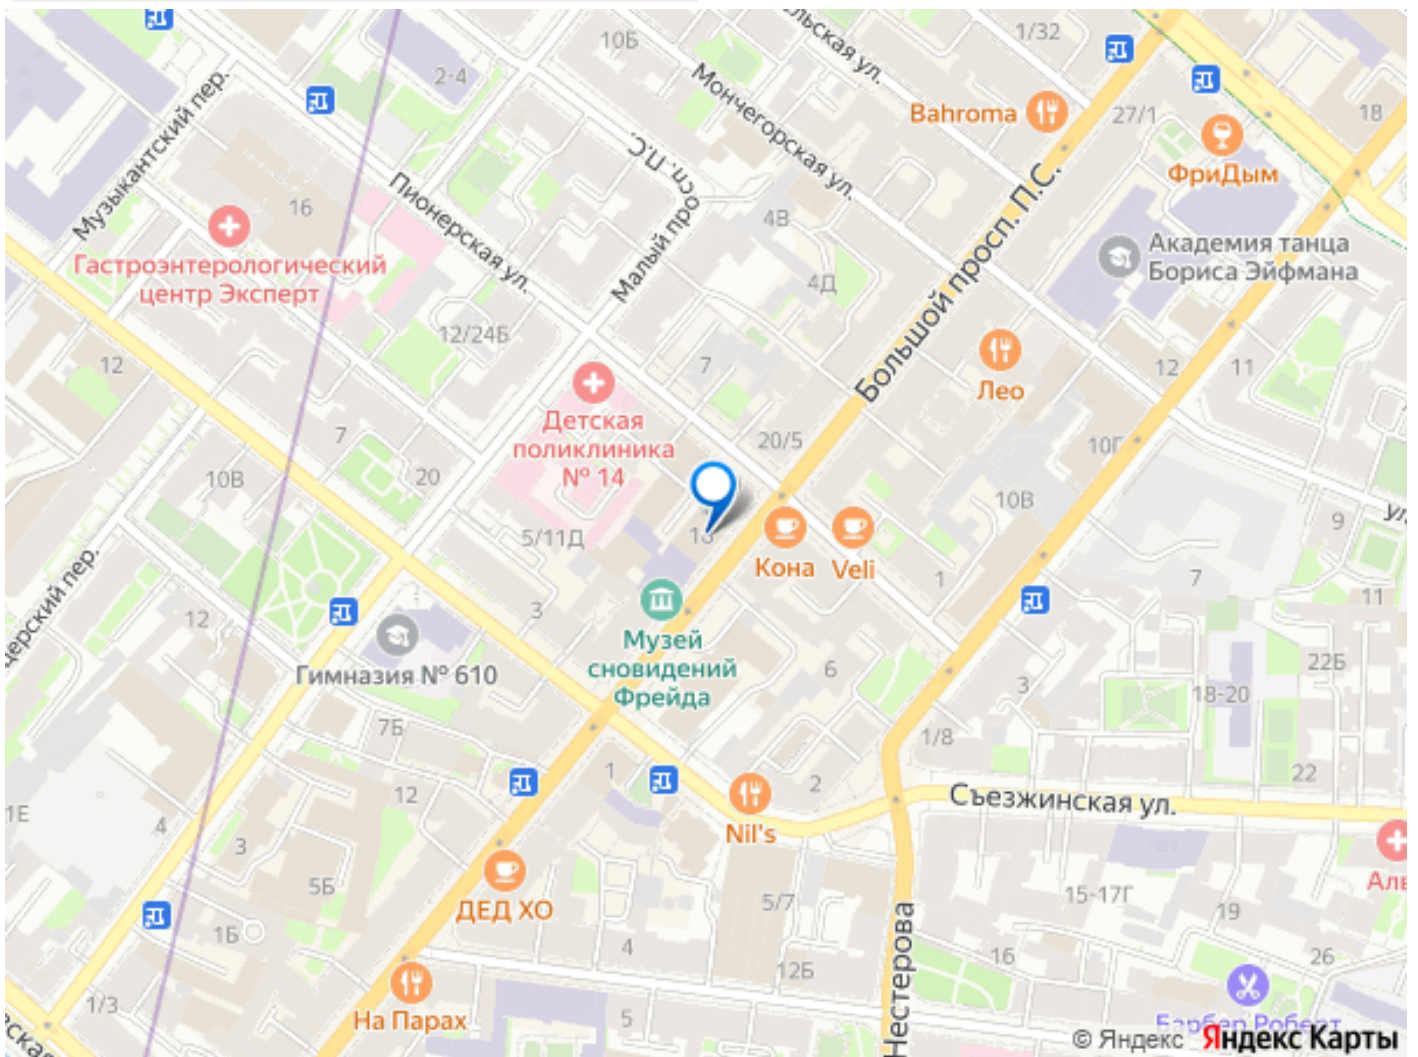 10Б
1/32
2-4
Мончегорская ул.
Bahroma
27/1
18
ФриДым
Музыкантский пер.
Малый просп. П.С.
Пионерская ул.
16
4В
4Д
Большой просп. П.С.
Академия танца
Бориса Эйфмана
Гастроэнтерологический
центр Эксперт
12/24Б
12
7
Лео
12
11
Детская
поликлиника
№ 14
20/5
7
20
10В
10Г
10В
9
ул
5/11Д
Кона
Veli
1
7
11
3
12
Музей
сновидений
Фрейда
Гимназия № 610
6
3
22Б
18-20
7Б
1/8
1
2
22
12
Съезжинская ул.
Nil's
1Е
4
3
5Б
ДЕД ХО
5/7
15-17Г
19
1Б
4
16
26
12Б
Нестерова
1/3
На Парах
5
Барбер Роберт
© Яндекс Яндекс Карты